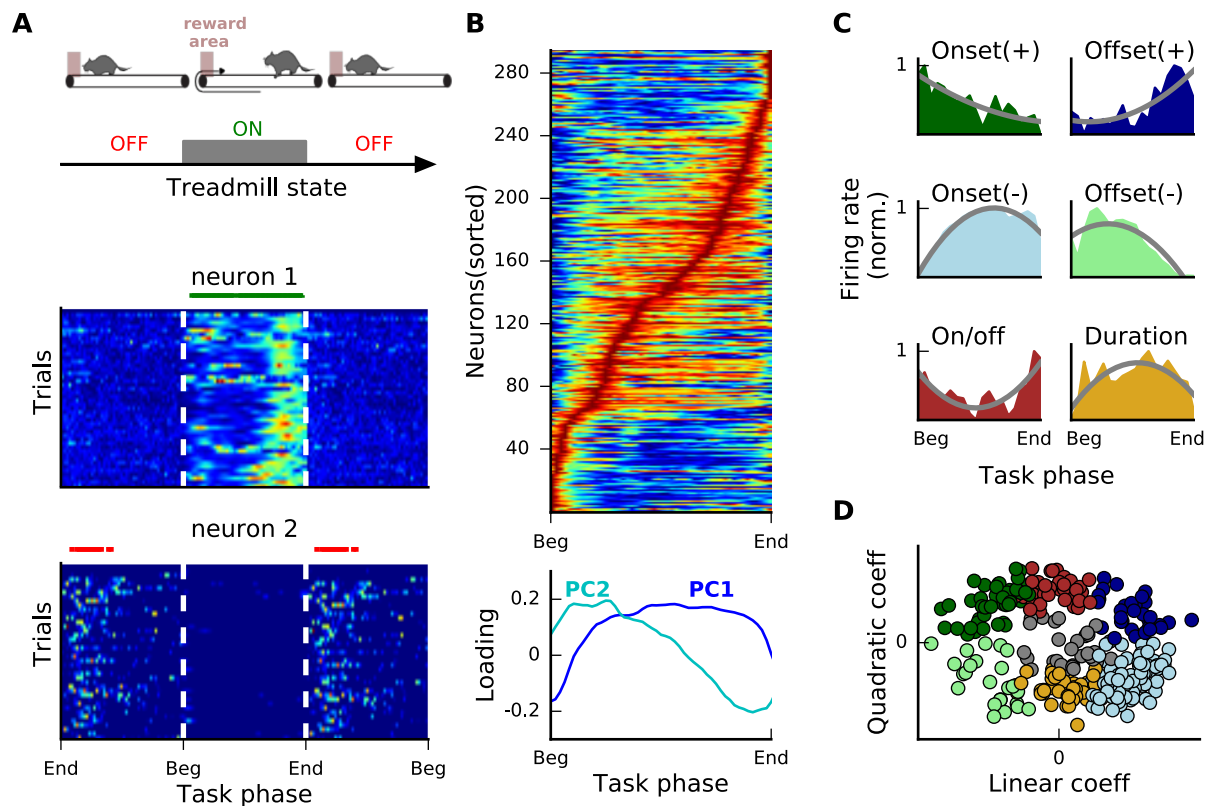 A
reward
area
OFF
ON
OFF
Treadmill state
neuron 1
Trials
neuron 2
Trials
End
Beg
End
Beg
Task phase
B
Neurons(sorted)
280
240
200
160
120
80
40
Beg
End
PC2
PC1
Loading
0.2
0
-0.2
Beg
End
Task phase
C
Onset(+)
Offset(+)
1
Onset(-)
Offset(-)
1
Firing rate
(norm.)
On/off
Duration
1
Beg
End
Beg
End
Task phase
D
Quadratic coeff
0
0
Linear coeff